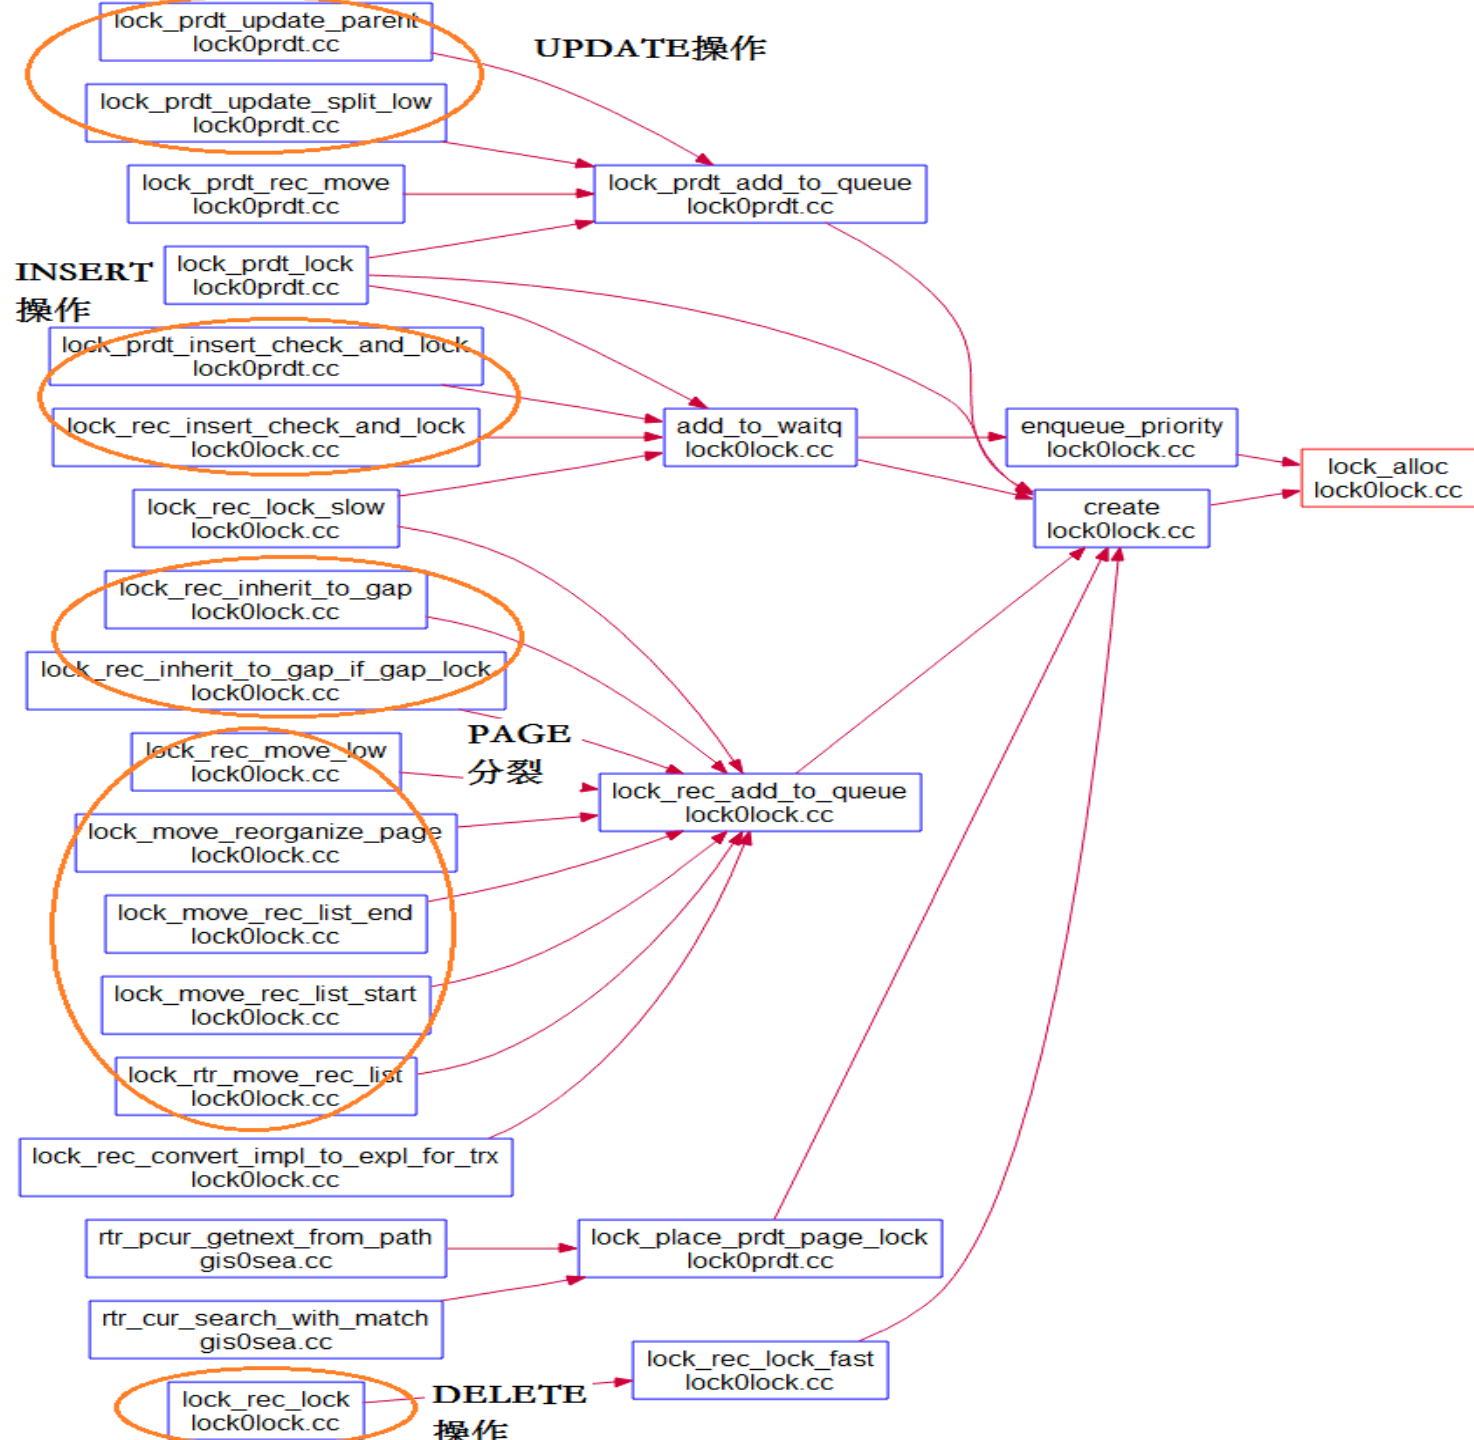 lock_prdt_update_parent
lock0prdt.cc
UPDATE操作
lock_prdt_update_split_low
lock0prdt.cc
lock_prdt_rec_move
lock0prdt.cc
lock_prdt_add_to_queue
lock0prdt.cc
INSERT
操作
lock_prdt_lock
lock0prdt.cc
lock_prdt_insert_check_and_lock
lock0prdt.cc
lock_rec_insert_check_and_lock
lock0lock.cc
add_to_waitq
lock0lock.cc
enqueue_priority
lock0lock.cc
lock_alloc
lock0lock.cc
lock_rec_lock_slow
lock0lock.cc
create
lock0lock.cc
lock_rec_inherit_to_gap
lock0lock.cc
lock_rec_inherit_to_gap_if_gap_lock
lock0lock.cc
PAGE
分裂
lock_rec_move_low
lock0lock.cc
lock_rec_add_to_queue
lock0lock.cc
lock_move_reorganize_page
lock0lock.cc
lock_move_rec_list_end
lock0lock.cc
lock_move_rec_list_start
lock0lock.cc
lock_rtr_move_rec_list
lock0lock.cc
lock_rec_convert_impl_to_expl_for_trx
lock0lock.cc
rtr_pcur_getnext_from_path
gis0sea.cc
lock_place_prdt_page_lock
lock0prdt.cc
rtr_cur_search_with_match
gis0sea.cc
lock_rec_lock_fast
lock0lock.cc
lock_rec_lock
lock0lock.cc
DELETE
操作